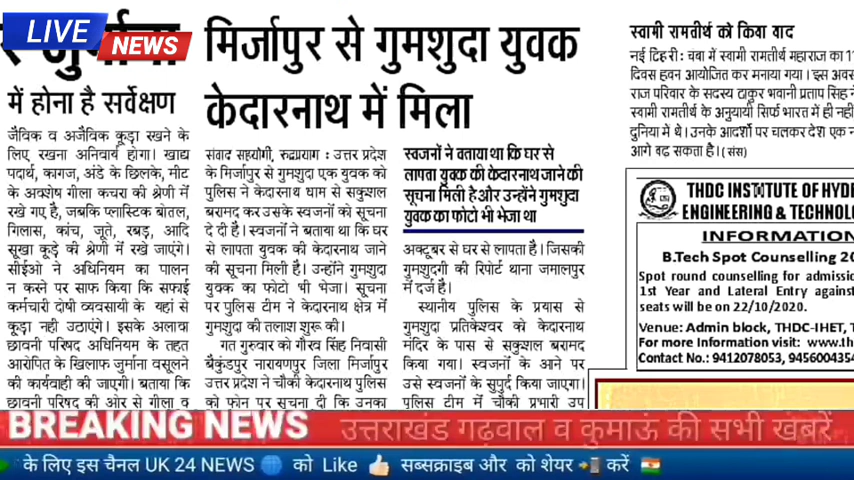 LIVE
NEWS
में होना है सर्वेक्षण
जैविक व अजैविक कूड़ा रखने के
लिए रखना अनिवार्य होगा। खाद्य
पदार्थ, कागज, अंडे के छिलके, मीट
के अवशेष गीला कचरा की श्रेणी में
रखे गए है, जबकि प्लास्टिक बोतल,
गिलास, कांच, जूते, रबड़, आदि
सूखा कूड़े की श्रेणी में रखे जाएंगे।
सीईओ ने अधिनियम का पालन
न करने पर साफ किया कि सफाई
कर्मचारी दोषी व्यवसायी के यहां से
कूड़ा नही उठाएंगे। इसके अलावा
छावनी परिषद अधिनियम के तहत
आरोपित के खिलाफ जुर्माना वसूलने
की कार्यवाही की जाएगी। बताया कि
छावनी परिषद की ओर से गीला व
मिर्जापुर से गुमशुदा युवक
केदारनाथ में मिला
संवाद सहयोगी, रुद्रप्रयाग : उत्तर प्रदेश
के मिर्जापुर से गुमशुदा एक युवक को
पुलिस ने केदारनाथ धाम से सकुशल
बरामद कर उसके स्वजनों को सूचना
दे दी है। स्वजनों ने बताया था कि घर
से लापता युवक की केदारनाथ जाने
की सूचना मिली है। उन्होंने गुमशुदा
युवक का फोटो भी भेजा। सूचना
पर पुलिस टीम ने केदारनाथ क्षेत्र में
गुमशुदा की तलाश शुरू की।
गत गुरुवार को गौरव सिंह निवासी
बैकुंठपुर नारायणपुर जिला मिर्जापुर
उत्तर प्रदेश ने चौकी केदारनाथ पुलिस
को फोन पर सूचना दी कि उनका
स्वजनों ने बताया था कि घर से
लापता युवक की केदारनाथ जाने की
सूचना मिली है और उन्होंने गुमशुदा
युवक का फोटो भी भेजा था
अक्टूबर से घर से लापता है। जिसकी
गुमशुदगी की रिपोर्ट थाना जमालपुर
में दर्ज है।
स्थानीय पुलिस के प्रयास से
गुमशुदा प्रतिकेश्वर को केदारनाथ
मंदिर के पास से सकुशल बरामद
किया गया। स्वजनों के आने पर
उसे स्वजनों के सुपुर्द किया जाएगा।
पुलिस टीम में चौकी प्रभारी उप
स्वामी रामतीर्थ को किया याद
नई टिहरी : चंबा में स्वामी रामतीर्थ महाराज का 1
दिवस हवन आयोजित कर मनाया गया। इस अवस
राज परिवार के सदस्य ठाकुर भवानी प्रताप सिंह ने
स्वामी रामतीर्थ के अनुयायी सिर्फ भारत में ही नहीं
दुनिया में थे। उनके आदर्शो पर चलकर देश एक न
आगे बढ़ सकता है। (संस)
THDC INSTITUTE OF HYDE
ENGINEERING & TECHNOLO
INFORMATION
B.Tech Spot Counselling 20
Spot round counselling for admissio
1st Year and Lateral Entry against
seats will be on 22/10/2020.
Venue: Admin block, THDC-IHET, T
For more Information visit: www.th
Contact No.: 9412078053, 945600435
BREAKING NEWS
उत्तराखंड गढ़वाल व कुमाऊं की सभी खबरें
के लिए इस चैनल UK 24 NEWS 🌐 को Like 👍 सब्सक्राइब और को शेयर 📲 करें 🇮🇳